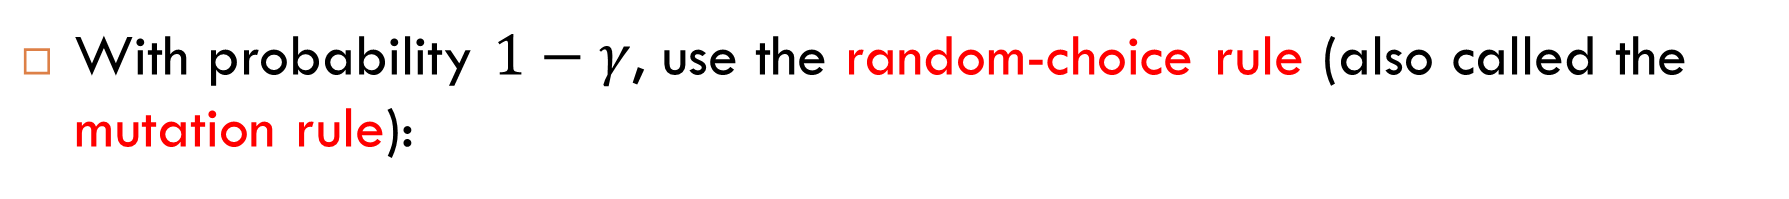 With probability 1 − γ, use the random-choice rule (also called the
mutation rule):